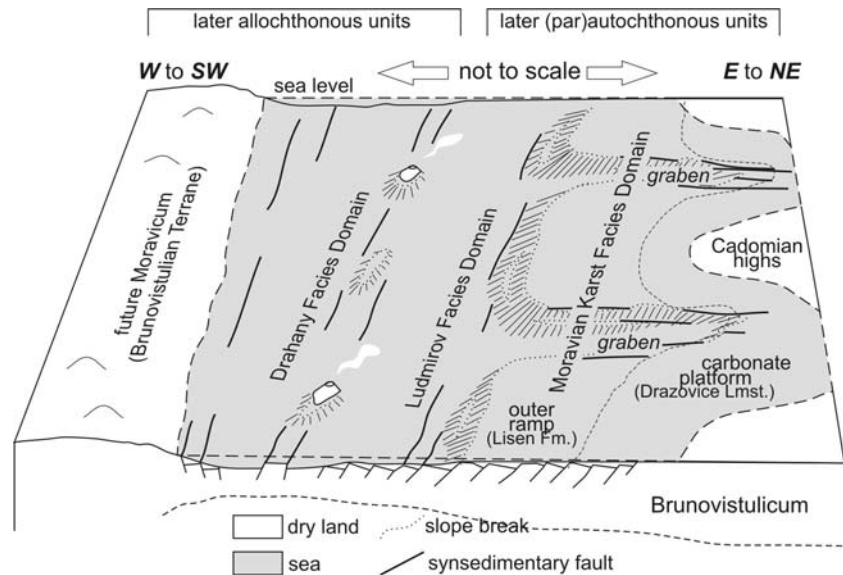 later allochthonous units
later (par)autochthonous units
W to SW
not to scale
E to NE
sea level
future Moravicum
(Brunovistulian Terrane)
Drahany Facies Domain
Ludmirov Facies Domain
Moravian Karst Facies Domain
graben
Cadomian
highs
graben
carbonate
platform
(Drazovice Lmst.)
outer
ramp
(Lisen Fm.)
Brunovistulicum
dry land
slope break
sea
synsedimentary fault